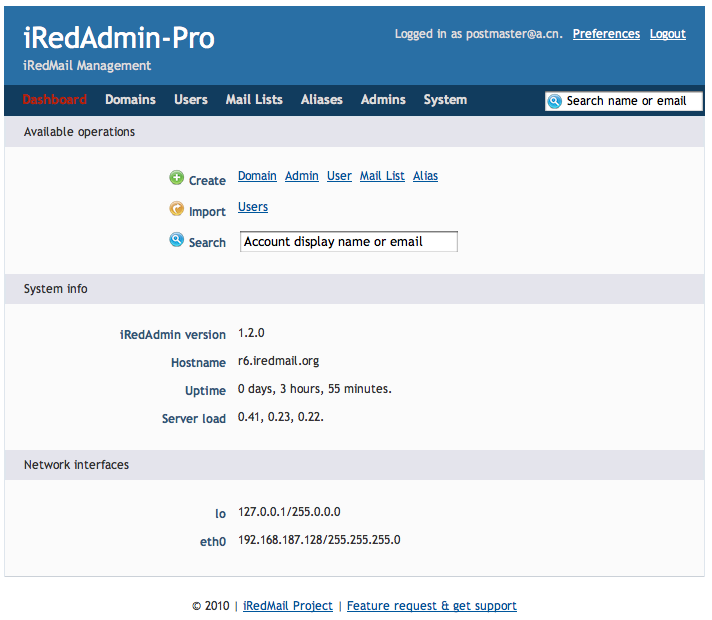 iRedAdmin-Pro
Logged in as postmaster@a.cn. Preferences Logout
iRedMail Management
Dashboard Domains Users Mail Lists Aliases Admins System Search name or email
Available operations
Create Domain Admin User Mail List Alias
Import Users
Search Account display name or email
System info
iRedAdmin version 1.2.0
Hostname r6.iredmail.org
Uptime 0 days, 3 hours, 55 minutes.
Server load 0.41, 0.23, 0.22.
Network interfaces
lo 127.0.0.1/255.0.0.0
eth0 192.168.187.128/255.255.255.0
© 2010 | iRedMail Project | Feature request & get support